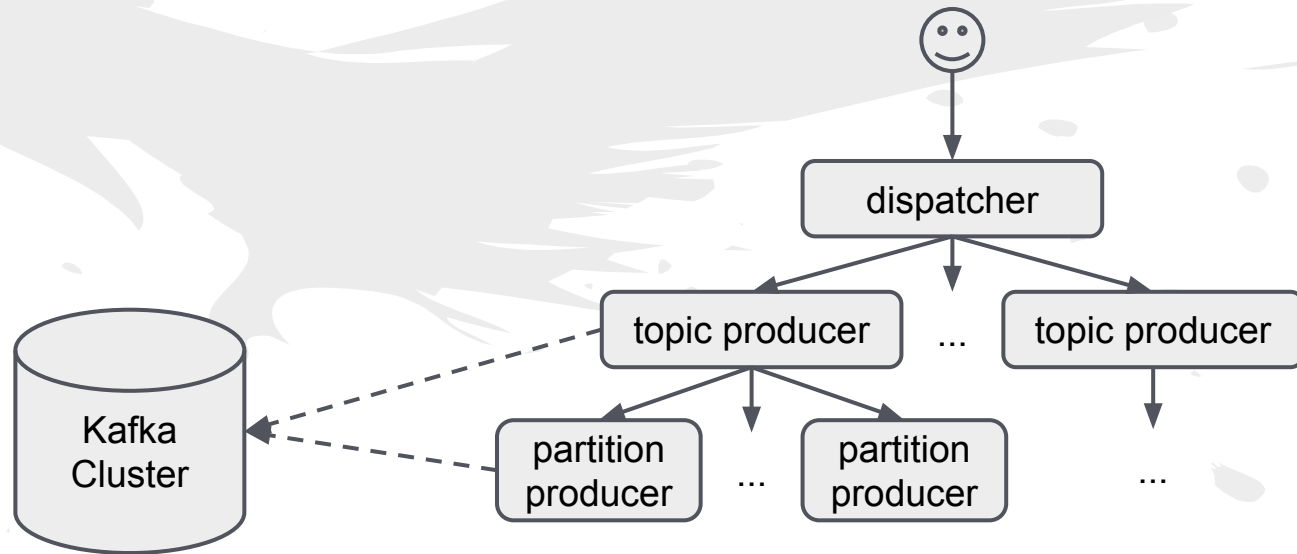 dispatcher
topic producer
...
topic producer
Kafka
Cluster
partition
producer
...
partition
producer
...